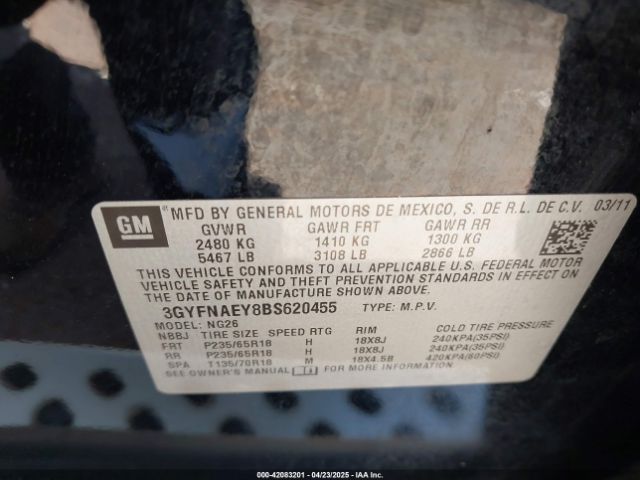 GM ® MFD BY GENERAL MOTORS DE MEXICO, S. DE R.L. DE C.V. 03/11
GVWR GAWR FRT GAWR RR
2480 KG 1410 KG 1300 KG
5467 LB 3108 LB 2866 LB
THIS VEHICLE CONFORMS TO ALL APPLICABLE U.S. FEDERAL MOTOR
VEHICLE SAFETY AND THEFT PREVENTION STANDARDS IN EFFECT ON
THE DATE OF MANUFACTURE SHOWN ABOVE.
3GYFNAEY8BS620455 TYPE: M.P.V.
MODEL: NG26
NBBJ TIRE SIZE SPEED RTG RIM COLD TIRE PRESSURE
FRT P235/65R18 H 18X8J 240KPA(35PSI)
RR P235/65R18 H 18X8J 240KPA(35PSI)
SPA T135/70R18 M 18X4.5B 420KPA(60PSI)
SEE OWNER'S MANUAL FOR MORE INFORMATION
000-42083201 - 04/23/2025 - IAAI.COM